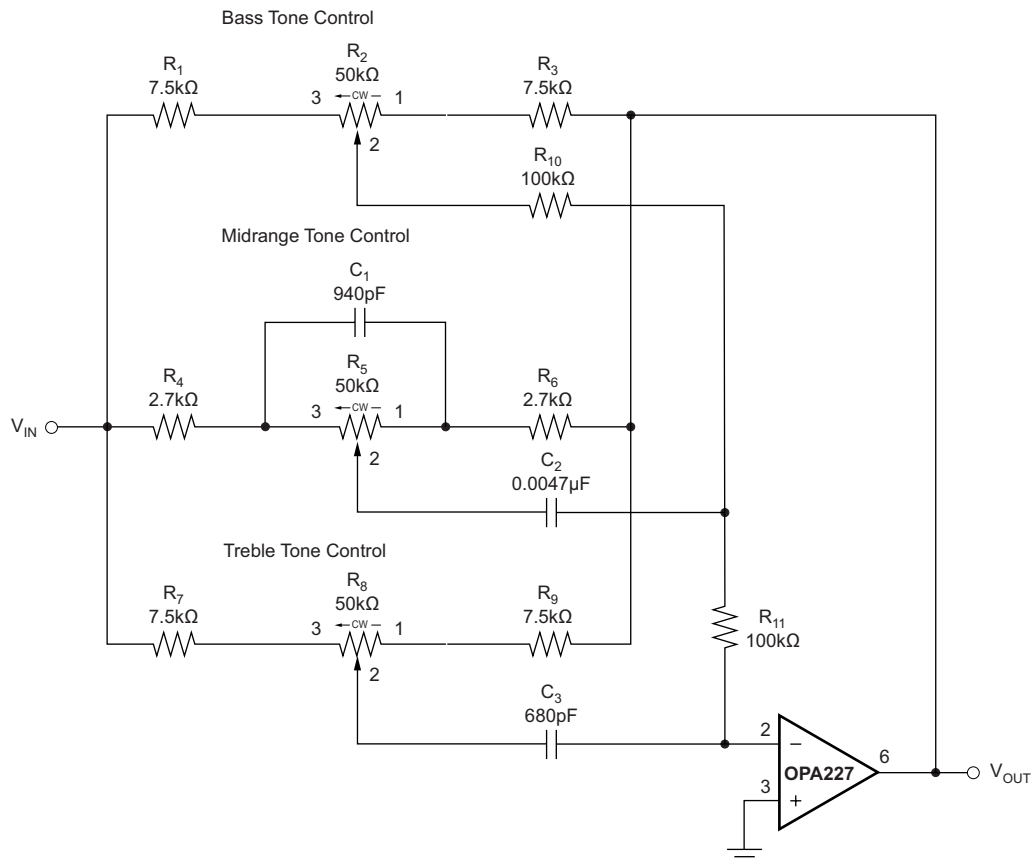 Bass Tone Control
R1
7.5kΩ
R2
50kΩ
R3
7.5kΩ
3
CW
1
2
R10
100kΩ
Midrange Tone Control
C1
940pF
R4
2.7kΩ
R5
50kΩ
R6
2.7kΩ
3
CW
1
2
VIN
C2
0.0047µF
Treble Tone Control
R7
7.5kΩ
R8
50kΩ
R9
7.5kΩ
3
CW
1
2
R11
100kΩ
C3
680pF
2
−
OPA227
6
3
+
VOUT